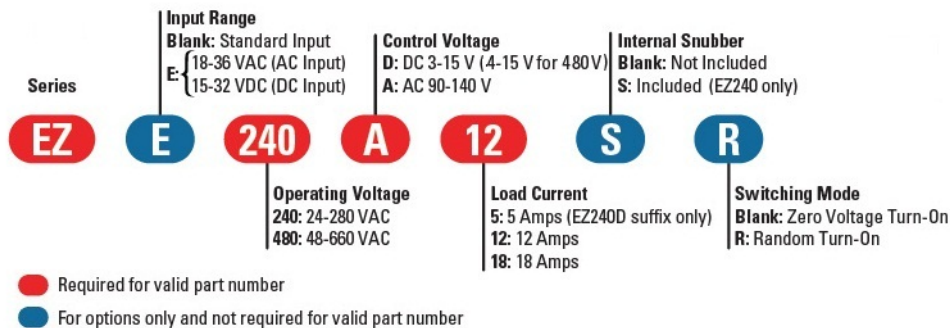 Input Range
Blank: Standard Input
E: { 18-36 VAC (AC Input)
15-32 VDC (DC Input)
Control Voltage
D: DC 3-15 V (4-15 V for 480V)
A: AC 90-140 V
Internal Snubber
Blank: Not Included
S: Included (EZ240 only)
Series
EZ E 240 A 12 S R
Operating Voltage
240: 24-280 VAC
480: 48-660 VAC
Load Current
5: 5 Amps (EZ240D suffix only)
12: 12 Amps
18: 18 Amps
Switching Mode
Blank: Zero Voltage Turn-On
R: Random Turn-On
Required for valid part number
For options only and not required for valid part number